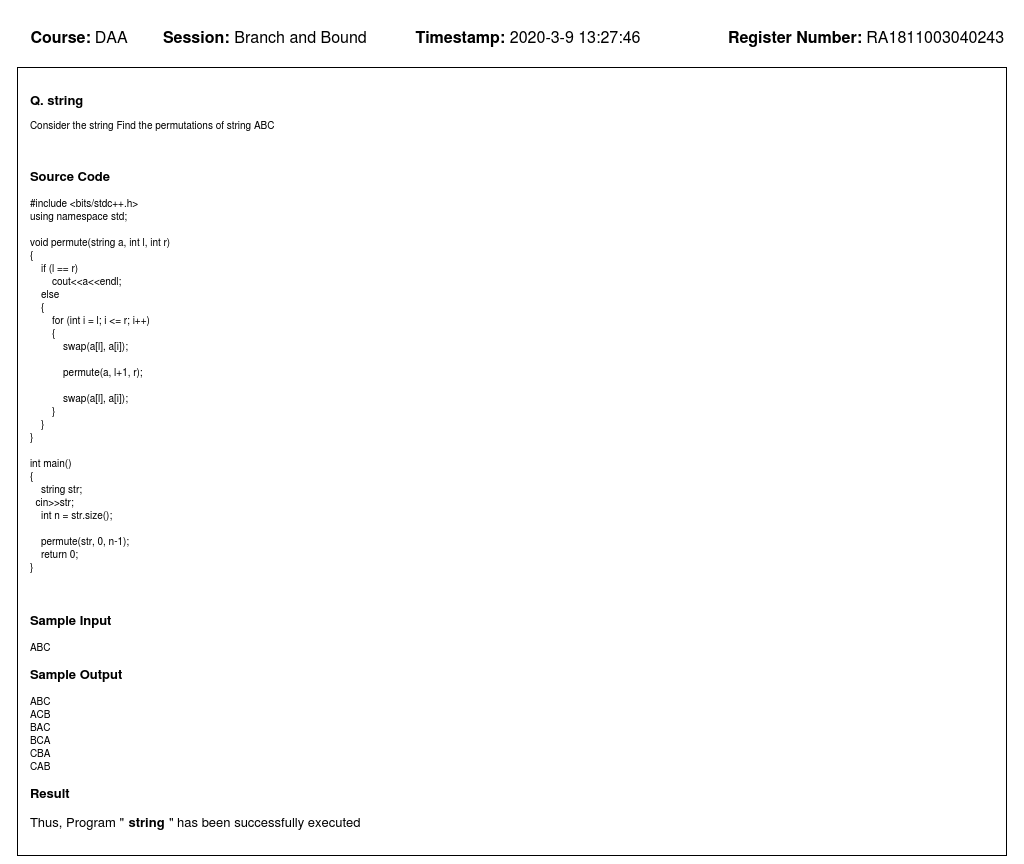 Course: DAA Session: Branch and Bound Timestamp: 2020-3-9 13:27:46 Register Number: RA1811003040243
Q. string
Consider the string Find the permutations of string ABC
Source Code
#include <bits/stdc++.h>
using namespace std;
void permute(string a, int l, int r)
{
    if (l == r)
        cout<<a<<endl;
    else
    {
        for (int i = l; i <= r; i++)
        {
            swap(a[l], a[i]);
            permute(a, l+1, r);
            swap(a[l], a[i]);
        }
    }
}
int main()
{
    string str;
  cin>>str;
    int n = str.size();
    permute(str, 0, n-1);
    return 0;
}
Sample Input
ABC
Sample Output
ABC
ACB
BAC
BCA
CBA
CAB
Result
Thus, Program " string " has been successfully executed